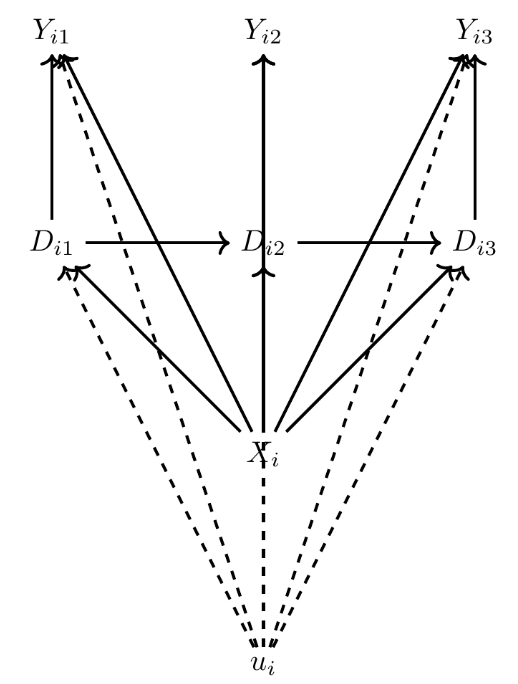 Y_{i1} Y_{i2} Y_{i3}
D_{i1} D_{i2} D_{i3}
X_i
u_i